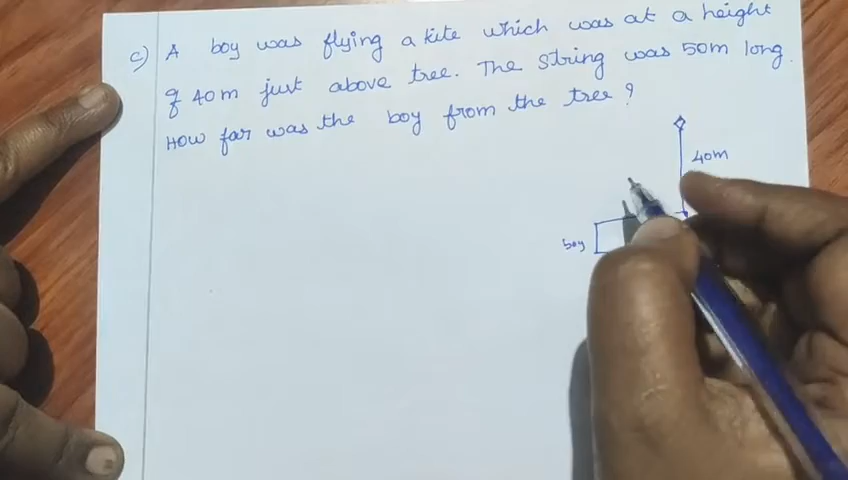 c) A boy was flying a kite which was at a height
of 40m just above tree. The string was 50m long.
How far was the boy from the tree?
40m
boy